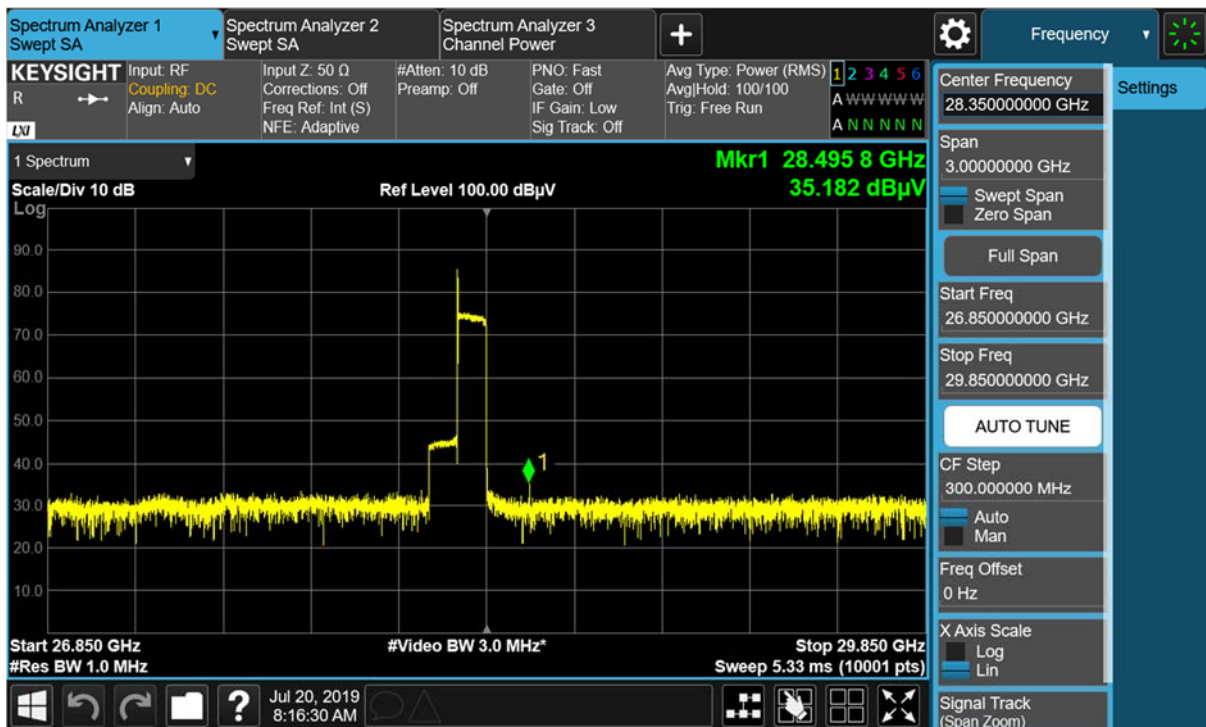 Spectrum Analyzer 1
Swept SA
Spectrum Analyzer 2
Swept SA
Spectrum Analyzer 3
Channel Power
+
Frequency
KEYSIGHT
R
LXI
Input: RF
Coupling: DC
Align: Auto
Input Z: 50 Ω
Corrections: Off
Freq Ref: Int (S)
NFE: Adaptive
#Atten: 10 dB
Preamp: Off
PNO: Fast
Gate: Off
IF Gain: Low
Sig Track: Off
Avg Type: Power (RMS)
Avg|Hold: 100/100
Trig: Free Run
1 2 3 4 5 6
A W W W W W
A N N N N N
1 Spectrum
Scale/Div 10 dB
Log
Ref Level 100.00 dBµV
Mkr1 28.495 8 GHz
35.182 dBµV
90.0
80.0
70.0
60.0
50.0
40.0
30.0
20.0
10.0
1
Start 26.850 GHz
#Res BW 1.0 MHz
#Video BW 3.0 MHz*
Stop 29.850 GHz
Sweep 5.33 ms (10001 pts)
Center Frequency
28.350000000 GHz
Span
3.00000000 GHz
Swept Span
Zero Span
Full Span
Start Freq
26.850000000 GHz
Stop Freq
29.850000000 GHz
AUTO TUNE
CF Step
300.000000 MHz
Auto
Man
Freq Offset
0 Hz
X Axis Scale
Log
Lin
Signal Track
(Span Zoom)
Settings
?
Jul 20, 2019
8:16:30 AM